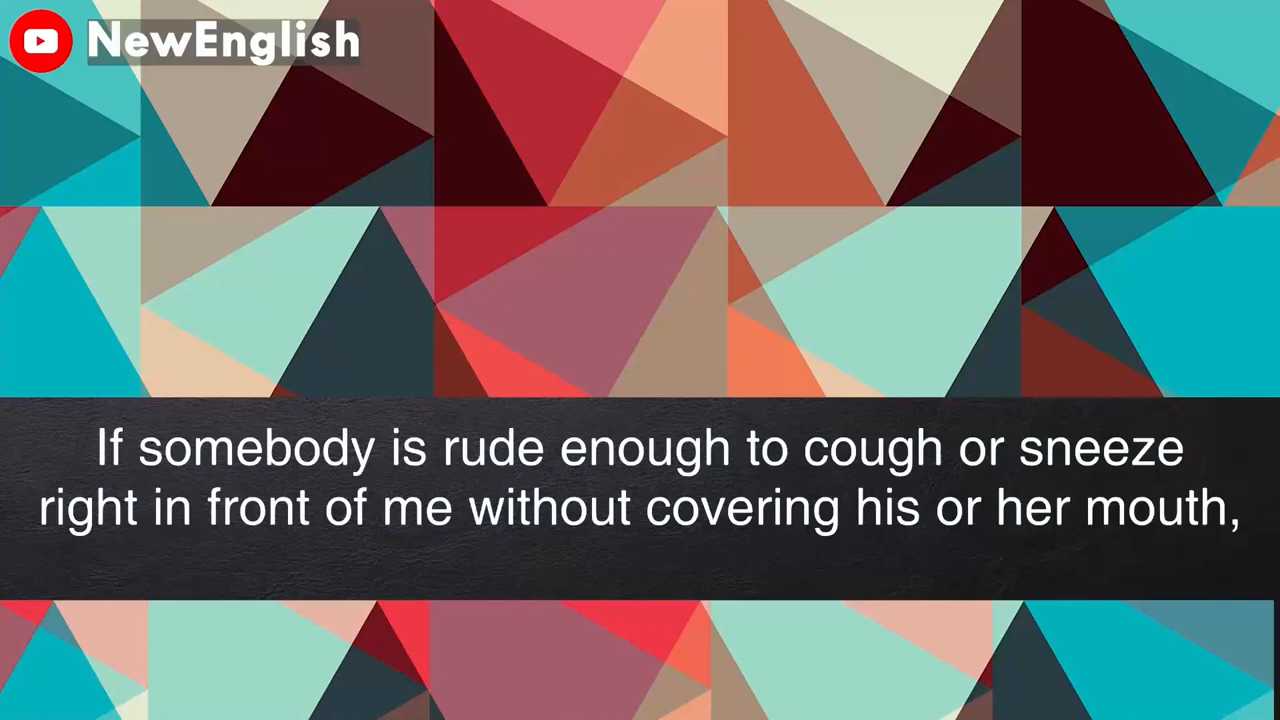 NewEnglish
If somebody is rude enough to cough or sneeze
right in front of me without covering his or her mouth,